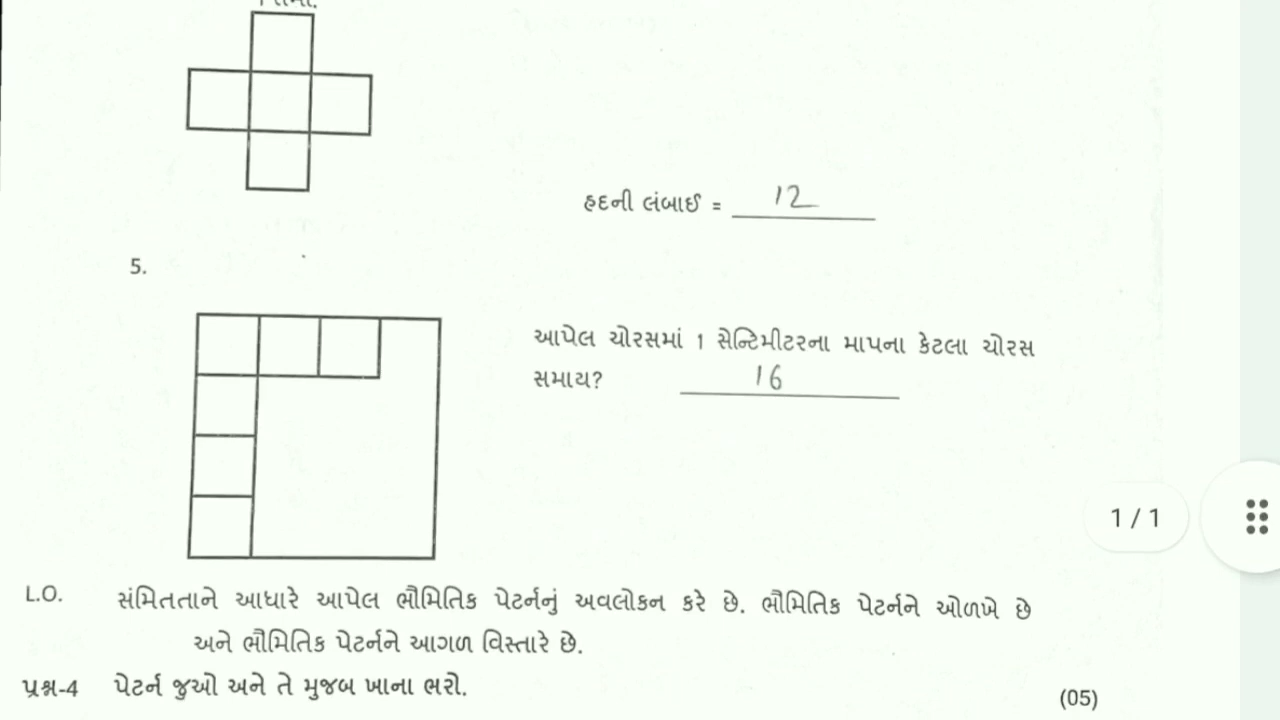 હદની લંબાઈ = 12
5.
આપેલ ચોરસમાં 1 સેન્ટિમીટરના માપના કેટલા ચોરસ
સમાય? 16
1 / 1
L.O. સંમિતતાને આધારે આપેલ ભૌમિતિક પેટર્નનું અવલોકન કરે છે. ભૌમિતિક પેટર્નને ઓળખે છે
અને ભૌમિતિક પેટર્નને આગળ વિસ્તારે છે.
પ્રશ્ન-4 પેટર્ન જુઓ અને તે મુજબ ખાના ભરો.
(05)